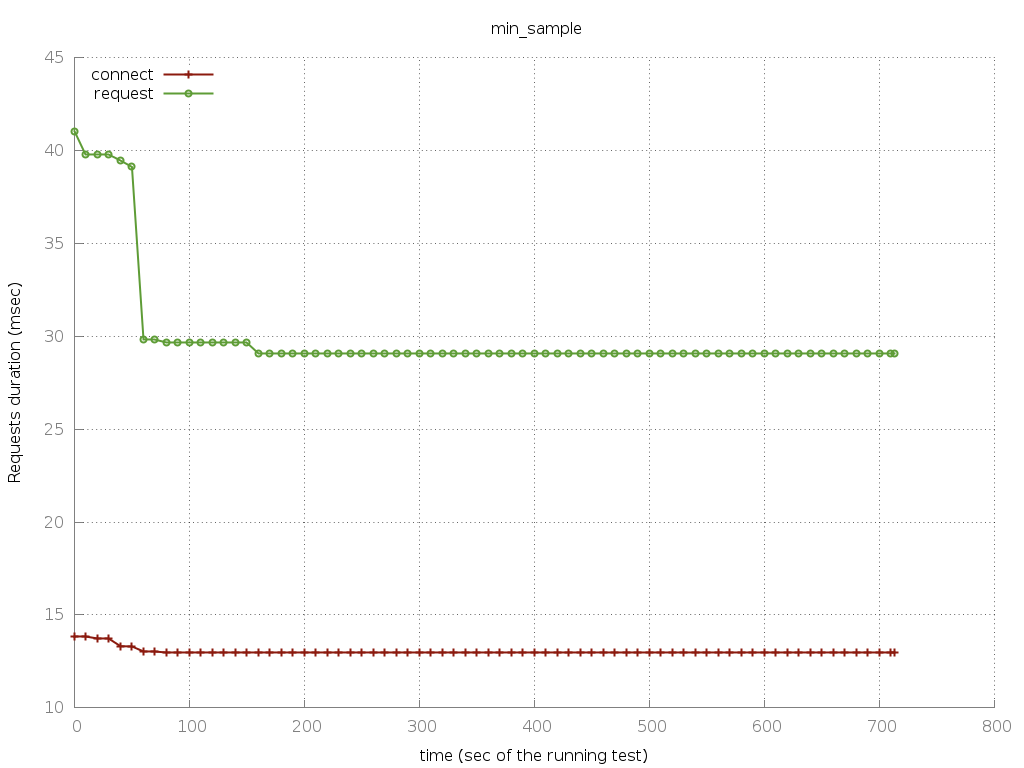 min_sample
45
40
35
30
25
20
15
10
connect
request
Requests duration (msec)
0 100 200 300 400 500 600 700 800
time (sec of the running test)